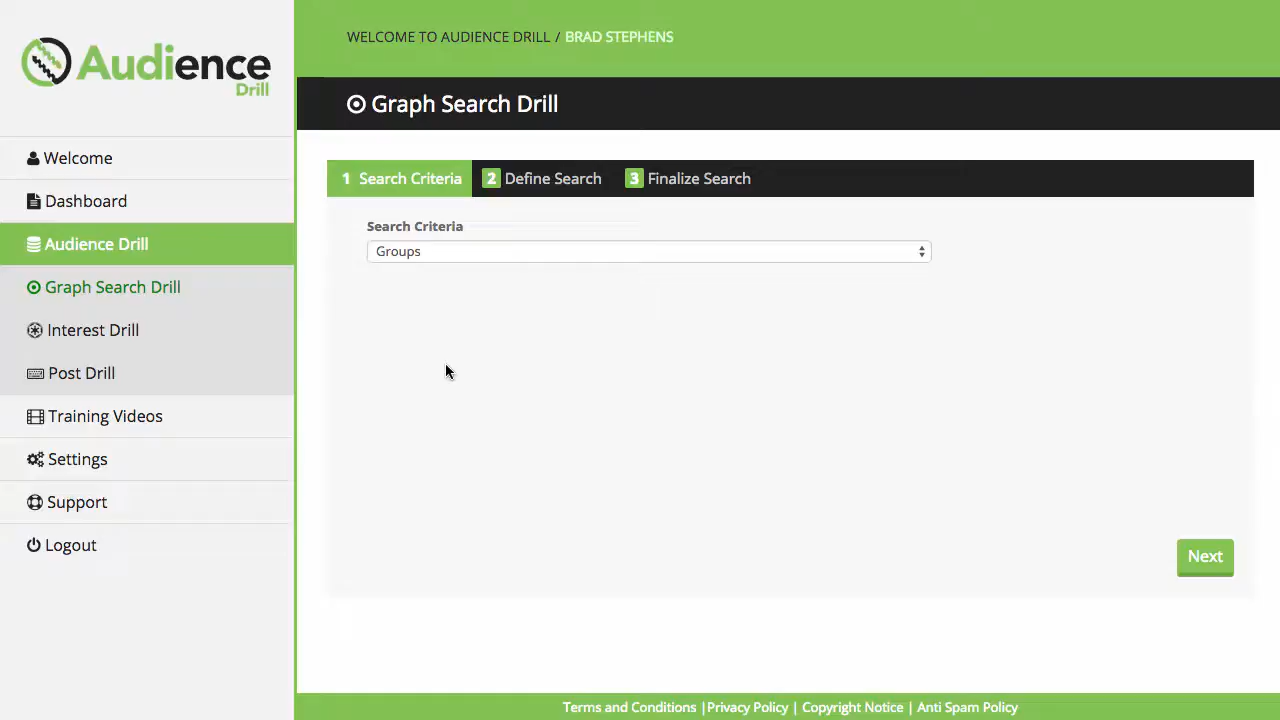 Audience
Drill
WELCOME TO AUDIENCE DRILL / BRAD STEPHENS
Graph Search Drill
Welcome
Dashboard
Audience Drill
Graph Search Drill
Interest Drill
Post Drill
Training Videos
Settings
Support
Logout
1 Search Criteria 2 Define Search 3 Finalize Search
Search Criteria
Groups
Next
Terms and Conditions |Privacy Policy | Copyright Notice | Anti Spam Policy